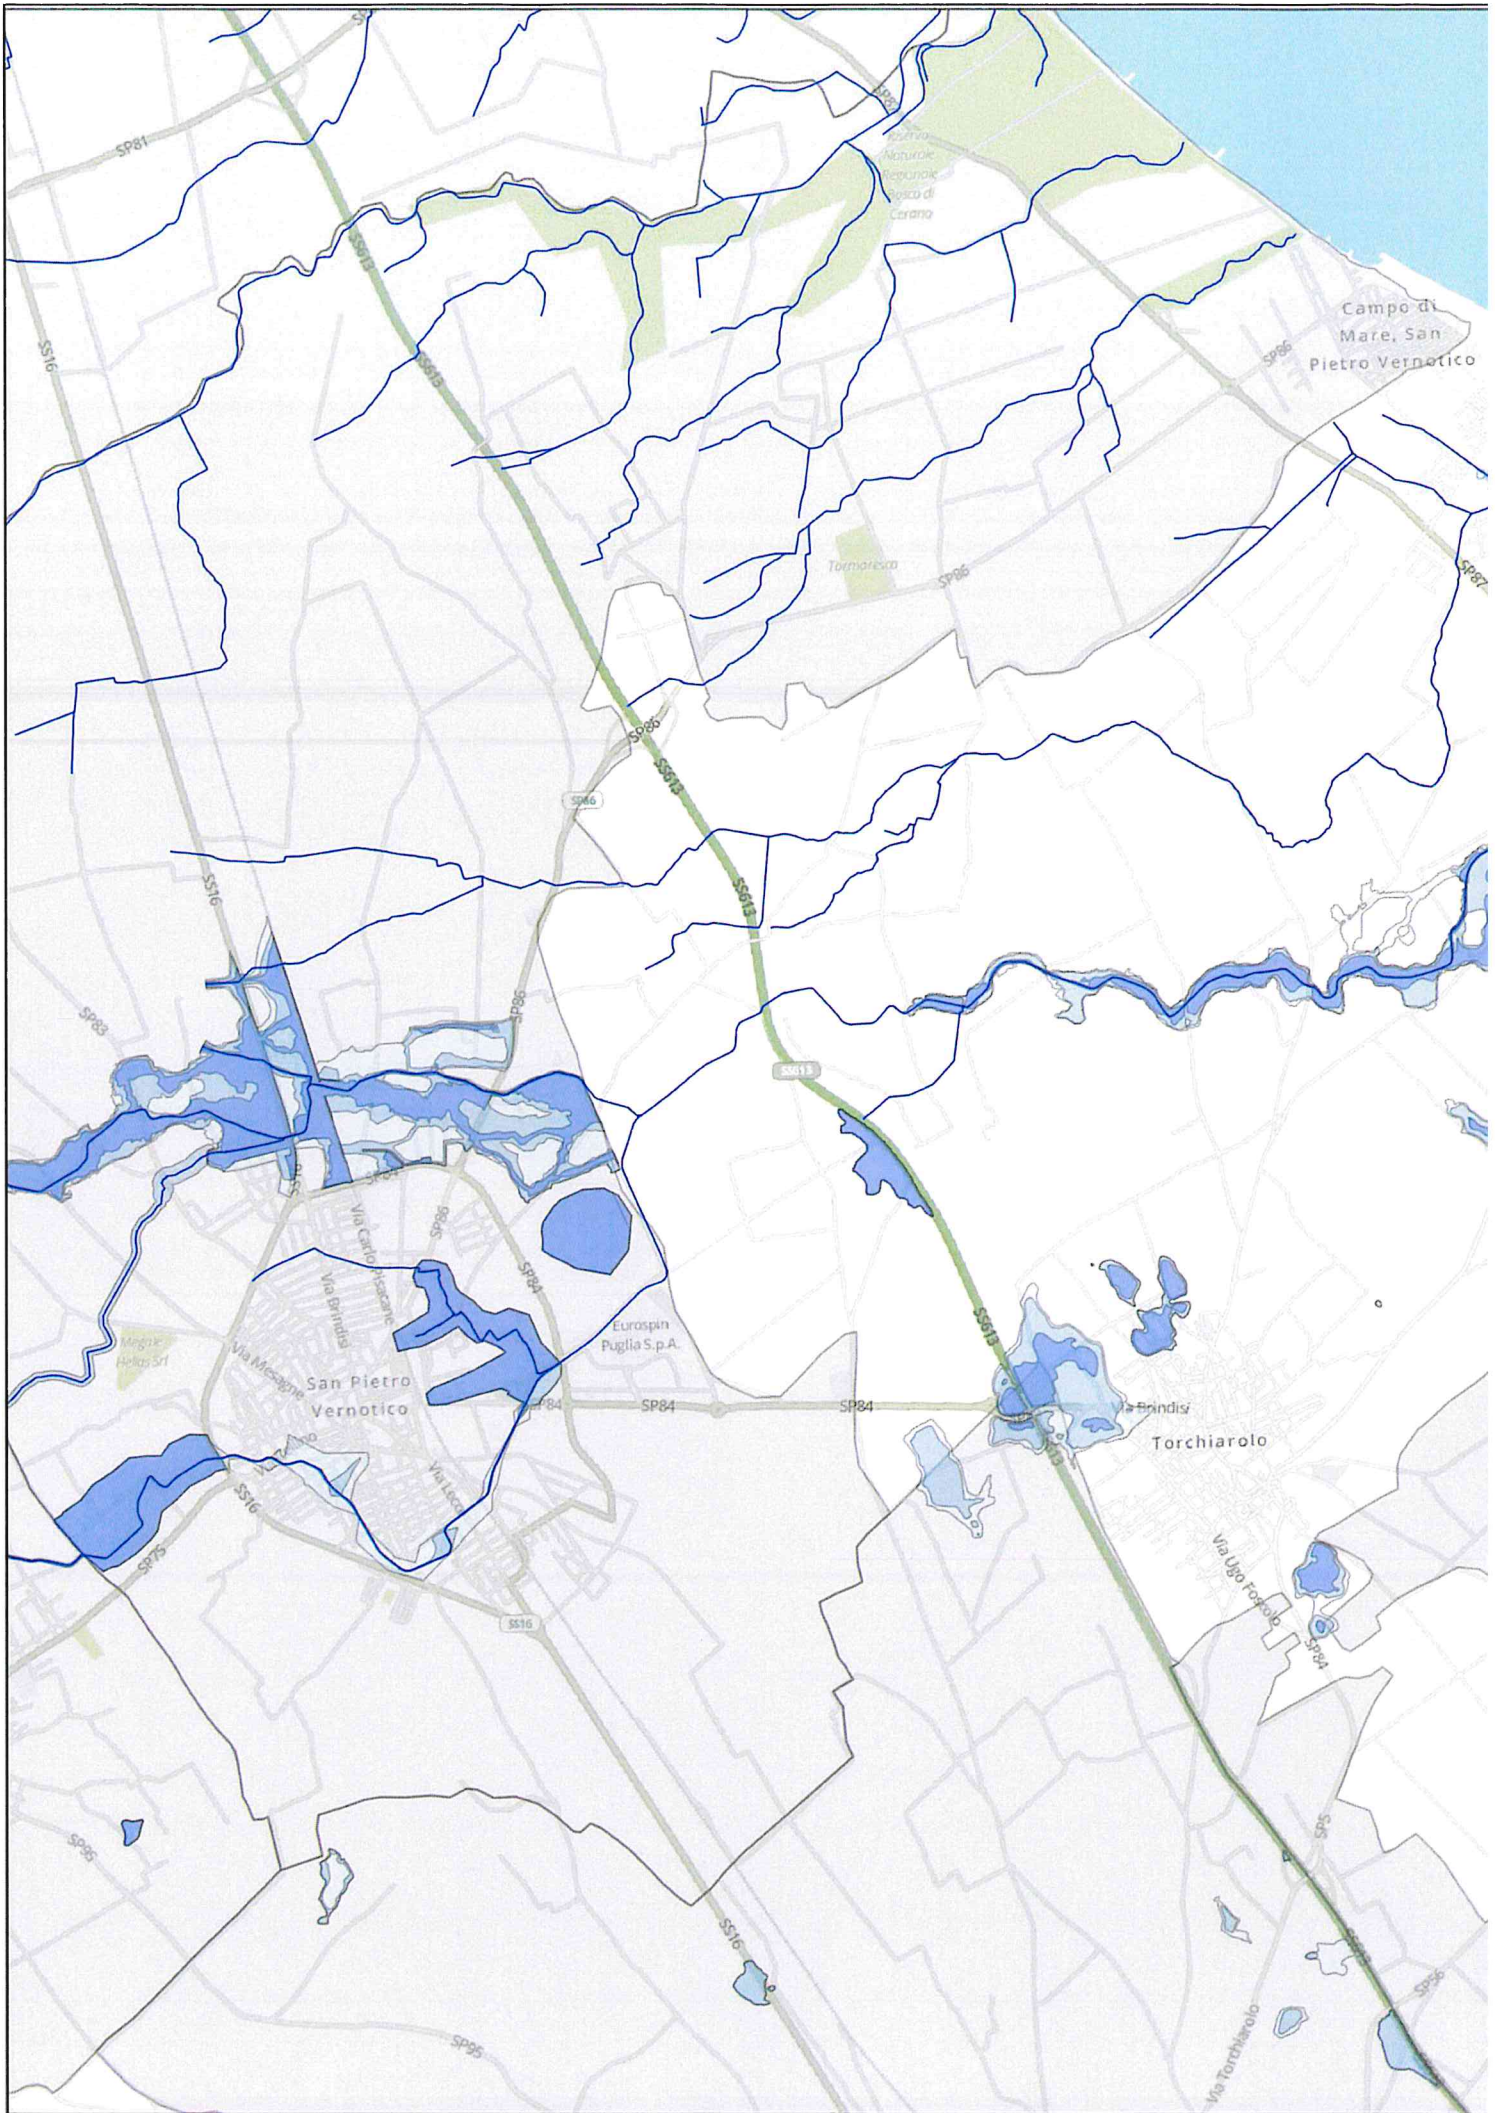 SP81
Riserva
Naturale
Regionale
Bosco di
Cerano
SS613
SS16
SS613
Campo di
Mare, San
Pietro Vernotico
SP86
Tormaresca
SP86
SP87
SP86
SS613
SP86
SS16
SS613
SP83
SP86
SS613
SS16
Via Carlo Pisacane
SP86
SP84
Via Brindisi
SS613
Eurospin
Puglia S.p.A.
Via Mesagne
San Pietro
Vernotico
SP84
SP84
SP84
Via Brindisi
Torchiarolo
Via Lecce
SS16
SP75
SS16
Via Ugo Foscolo
SP84
SP5
SP95
SS16
SS613
SP56
SP95
Via Torchiarolo